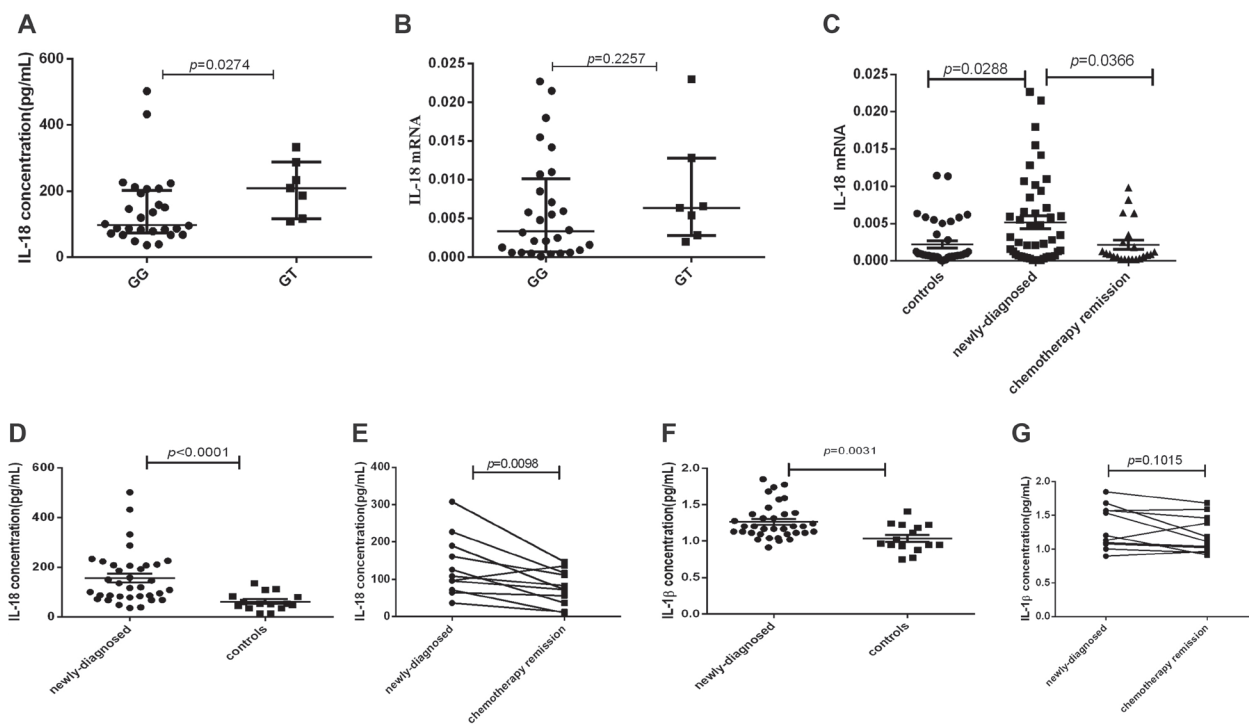 A
p=0.0274
600
400
200
0
IL-18 concentration(pg/mL)
GG
GT
B
p=0.2257
0.025
0.020
0.015
0.010
0.005
0.000
IL-18 mRNA
GG
GT
C
p=0.0288
p=0.0366
0.025
0.020
0.015
0.010
0.005
0.000
IL-18 mRNA
controls
newly-diagnosed
chemotherapy remission
D
p<0.0001
600
400
200
0
IL-18 concentration(pg/mL)
newly-diagnosed
controls
E
p=0.0098
400
300
200
100
0
IL-18 concentration(pg/mL)
newly-diagnosed
chemotherapy remission
F
p=0.0031
2.0
1.5
1.0
0.5
0.0
IL-1β concentration(pg/mL)
newly-diagnosed
controls
G
p=0.1015
2.0
1.5
1.0
0.5
0.0
IL-1β concentration(pg/mL)
newly-diagnosed
chemotherapy remission